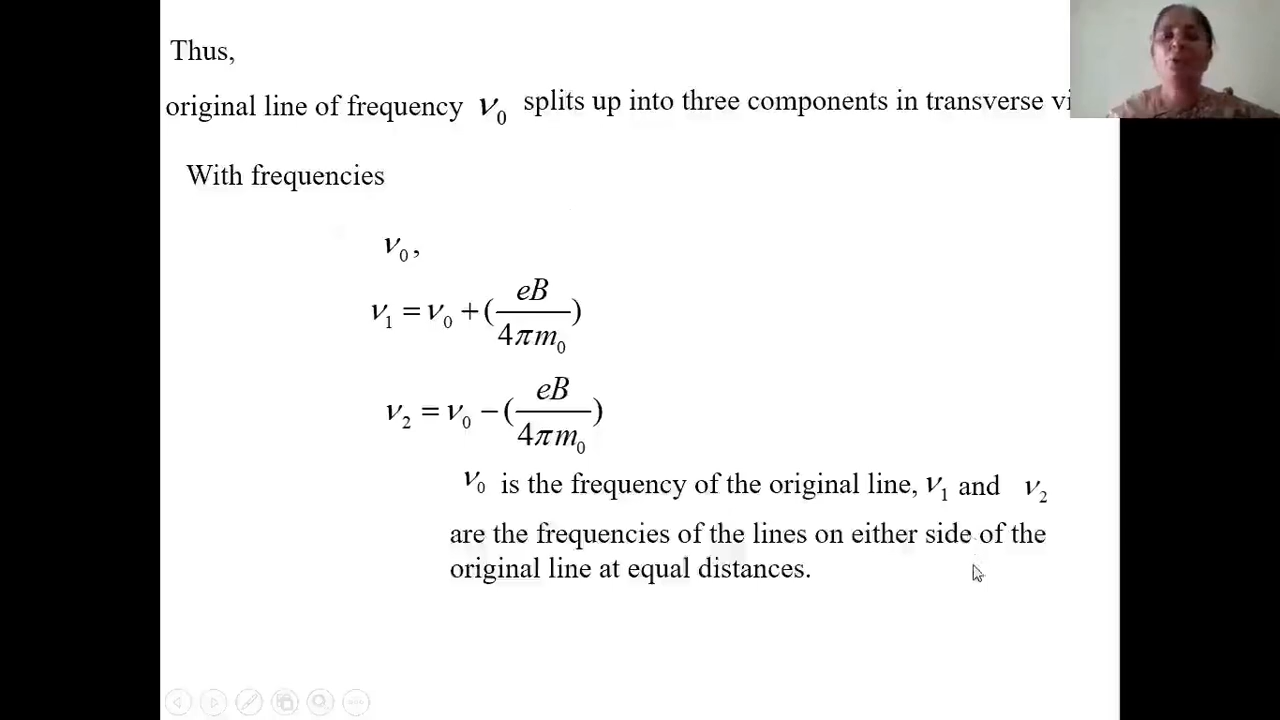 Thus,
original line of frequency ν₀ splits up into three components in transverse
With frequencies
ν₀,
ν₁ = ν₀ + (eB / 4πm₀)
ν₂ = ν₀ − (eB / 4πm₀)
ν₀ is the frequency of the original line, ν₁ and ν₂
are the frequencies of the lines on either side of the
original line at equal distances.